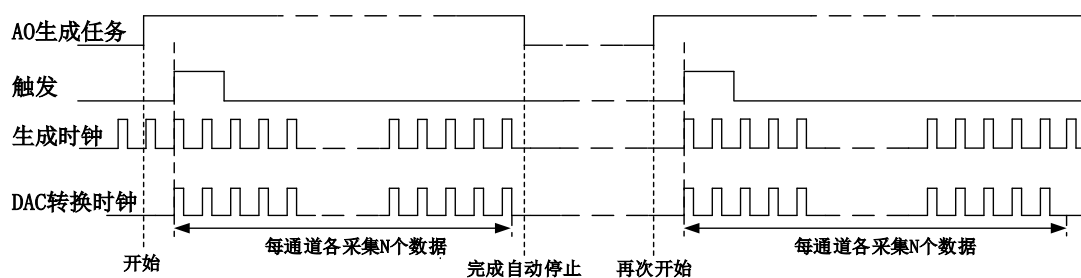 AO生成任务
触发
生成时钟
DAC转换时钟
每通道各采集N个数据
每通道各采集N个数据
开始
完成自动停止
再次开始